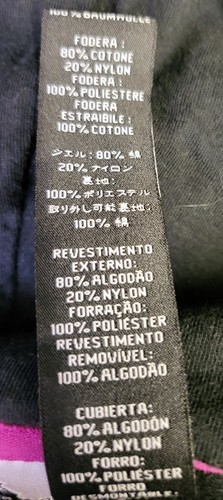 100% BAUMWOLLE
FODERA :
80% COTONE
20% NYLON
FODERA :
100% POLIESTERE
FODERA
ESTRAIBILE :
100% COTONE
シエル: 80% 綿
20% ナイロン
裏地:
100% ポリエステル
取り外し可能裏地:
100% 綿
REVESTIMENTO
EXTERNO:
80% ALGODÃO
20% NYLON
FORRAÇÃO:
100% POLIÉSTER
REVESTIMENTO
REMOVÍVEL:
100% ALGODÃO
CUBIERTA:
80% ALGODÓN
20% NYLON
FORRO:
100% POLIÉSTER
FORRO
DESMONTABLE: